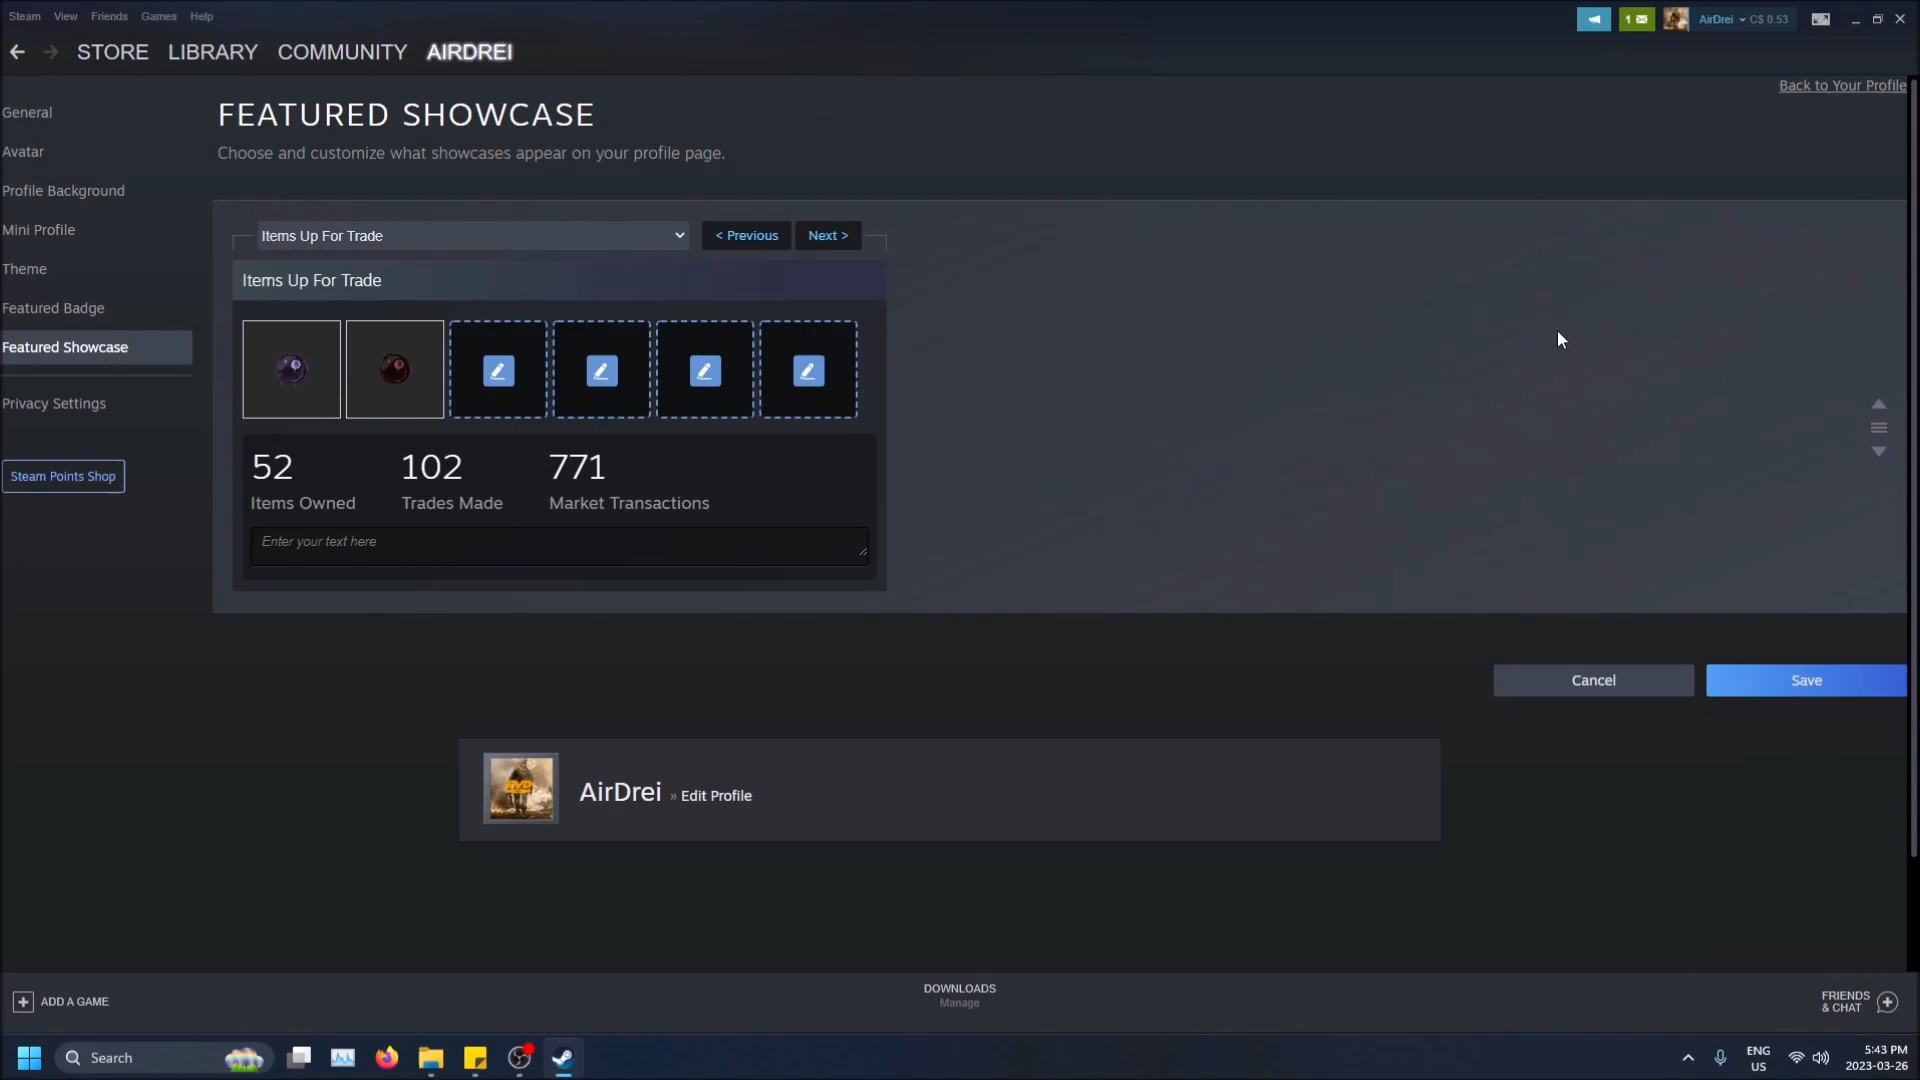 Steam View Friends Games Help
1 AirDrei C$ 0.53
STORE LIBRARY COMMUNITY AIRDREI
Back to Your Profile
General
Avatar
Profile Background
Mini Profile
Theme
Featured Badge
Featured Showcase
Privacy Settings
Steam Points Shop
FEATURED SHOWCASE
Choose and customize what showcases appear on your profile page.
Items Up For Trade < Previous Next >
Items Up For Trade
52 102 771
Items Owned Trades Made Market Transactions
Enter your text here
Cancel Save
AirDrei » Edit Profile
DVD
ADD A GAME
DOWNLOADS
Manage
FRIENDS
& CHAT
Search
ENG
US
5:43 PM
2023-03-26